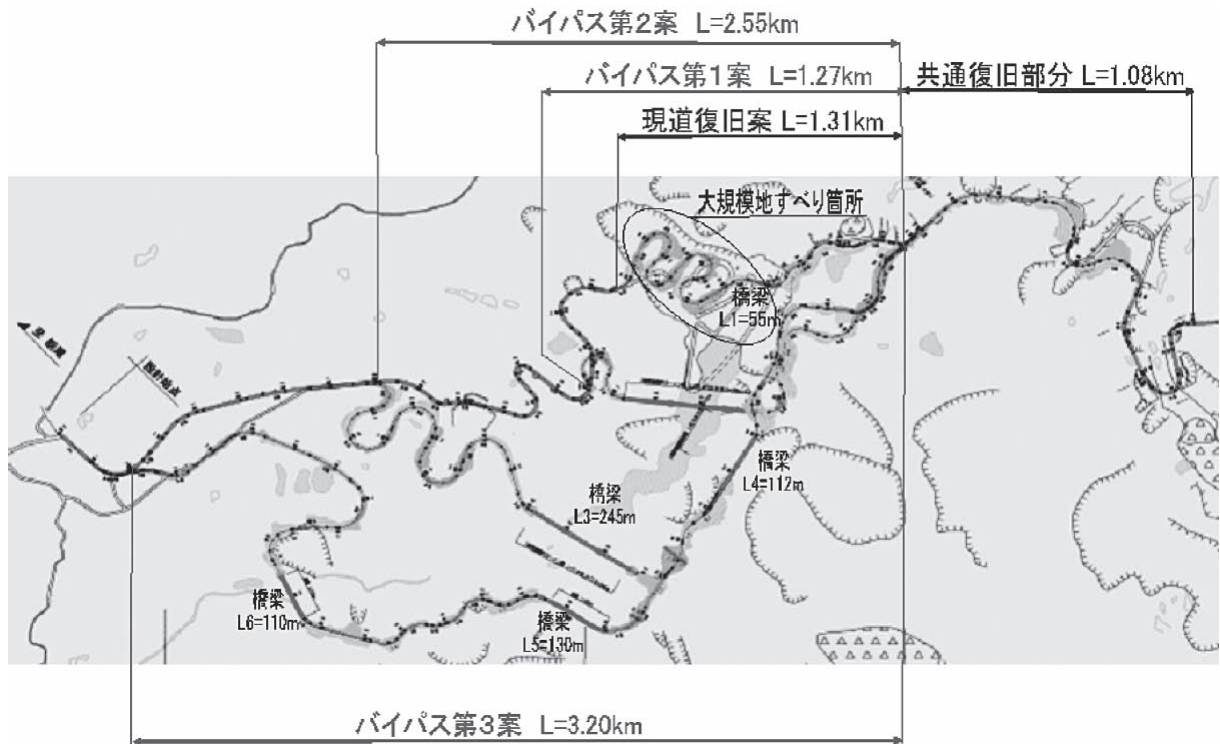 バイパス第2案 L=2.55km
バイパス第1案 L=1.27km
共通復旧部分 L=1.08km
現道復旧案 L=1.31km
大規模地すべり箇所
橋梁
L1=55m
橋梁
L4=112m
橋梁
L3=245m
橋梁
L6=110m
橋梁
L5=130m
バイパス第3案 L=3.20km